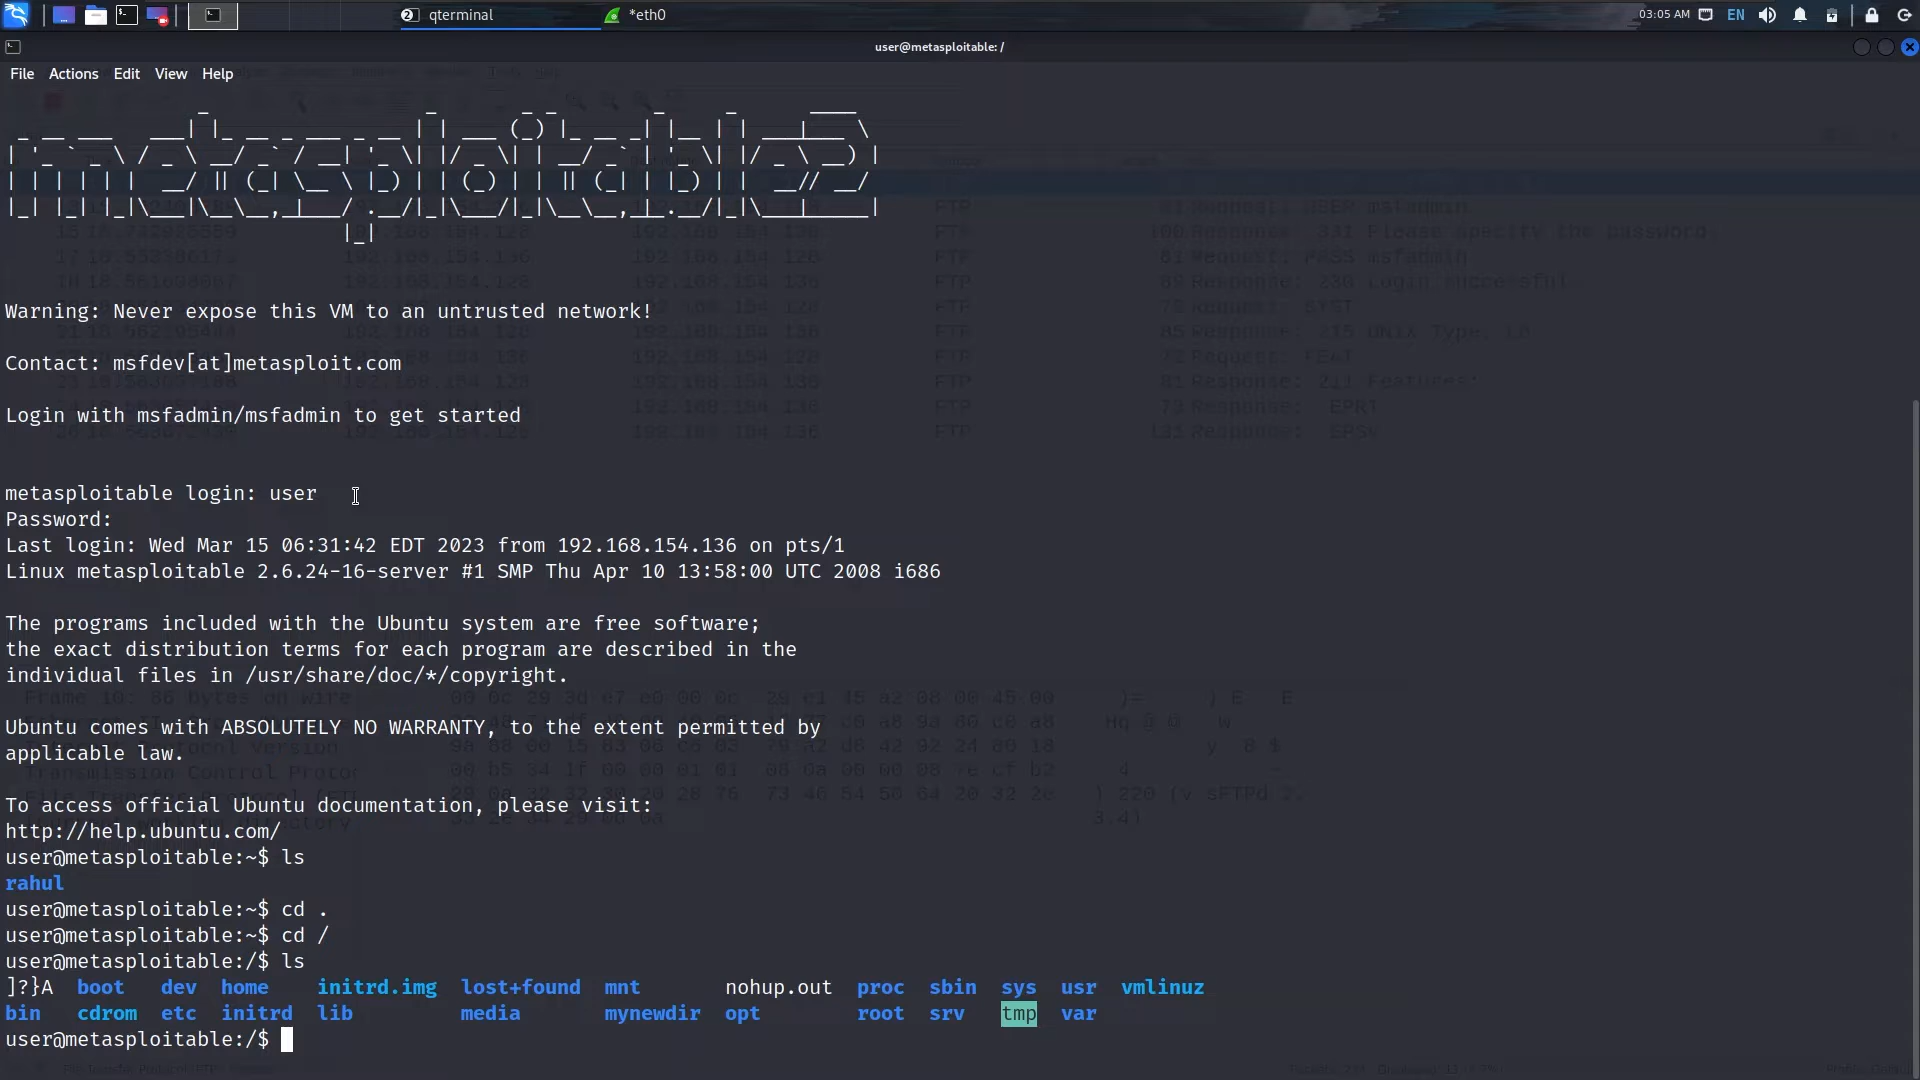 qterminal
*eth0
03:05 AM
EN
user@metasploitable: /
File Actions Edit View Help
Warning: Never expose this VM to an untrusted network!
Contact: msfdev[at]metasploit.com
Login with msfadmin/msfadmin to get started
metasploitable login: user
Password:
Last login: Wed Mar 15 06:31:42 EDT 2023 from 192.168.154.136 on pts/1
Linux metasploitable 2.6.24-16-server #1 SMP Thu Apr 10 13:58:00 UTC 2008 i686
The programs included with the Ubuntu system are free software;
the exact distribution terms for each program are described in the
individual files in /usr/share/doc/*/copyright.
Ubuntu comes with ABSOLUTELY NO WARRANTY, to the extent permitted by
applicable law.
To access official Ubuntu documentation, please visit:
http://help.ubuntu.com/
user@metasploitable:~$ ls
rahul
user@metasploitable:~$ cd .
user@metasploitable:~$ cd /
user@metasploitable:/$ ls
]?}A boot dev home initrd.img lost+found mnt nohup.out proc sbin sys usr vmlinuz
bin cdrom etc initrd lib media mynewdir opt root srv tmp var
user@metasploitable:/$